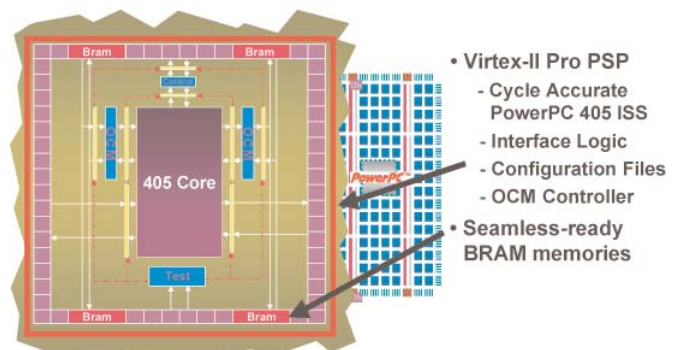 Bram
Bram
Control
OCM
OCM
405 Core
Test
Bram
Bram
PowerPC
• Virtex-II Pro PSP
- Cycle Accurate
PowerPC 405 ISS
- Interface Logic
- Configuration Files
- OCM Controller
• Seamless-ready
BRAM memories